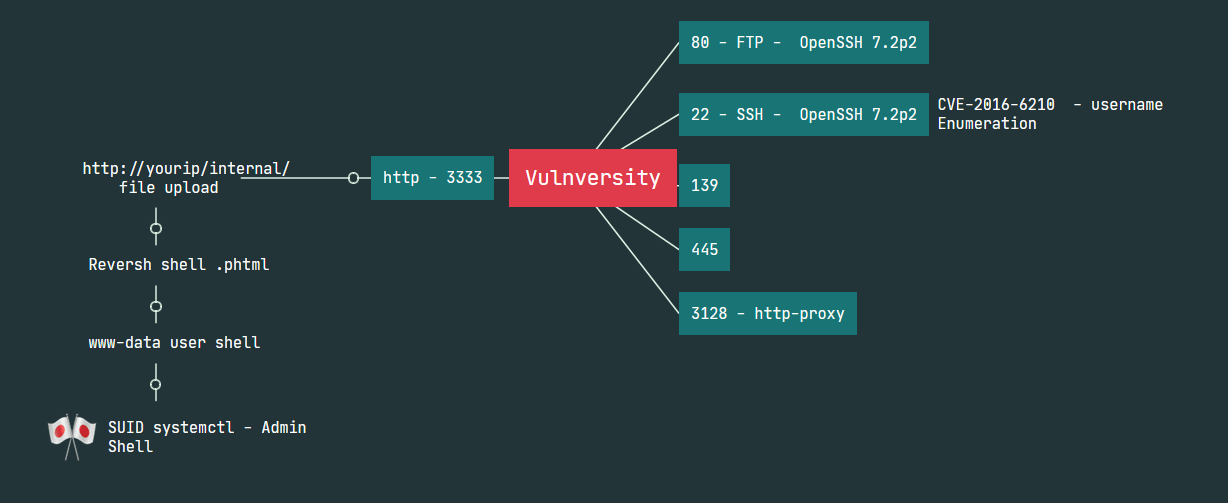 80 - FTP -  OpenSSH 7.2p2
22 - SSH -  OpenSSH 7.2p2
CVE-2016-6210  - username
Enumeration
http://yourip/internal/
file upload
http - 3333
Vulnversity
139
445
Reversh shell .phtml
3128 - http-proxy
www-data user shell
SUID systemctl - Admin
Shell